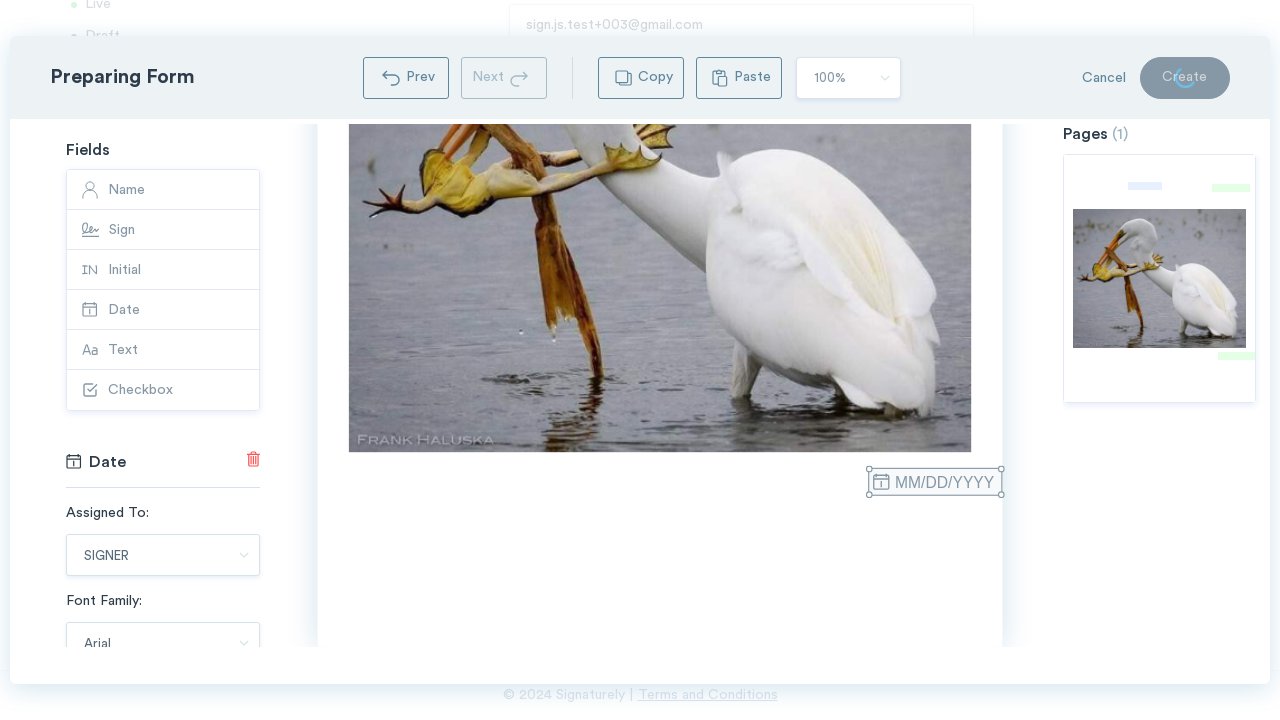 Live
sign.js.test+003@gmail.com
Draft
Preparing Form
Prev
Next
Copy
Paste
100%
Cancel
Create
Fields
Name
Sign
IN Initial
Date
Aa Text
Checkbox
Date
Assigned To:
SIGNER
Font Family:
Arial
FRANK HALUSKA
MM/DD/YYYY
Pages (1)
© 2024 Signaturely | Terms and Conditions